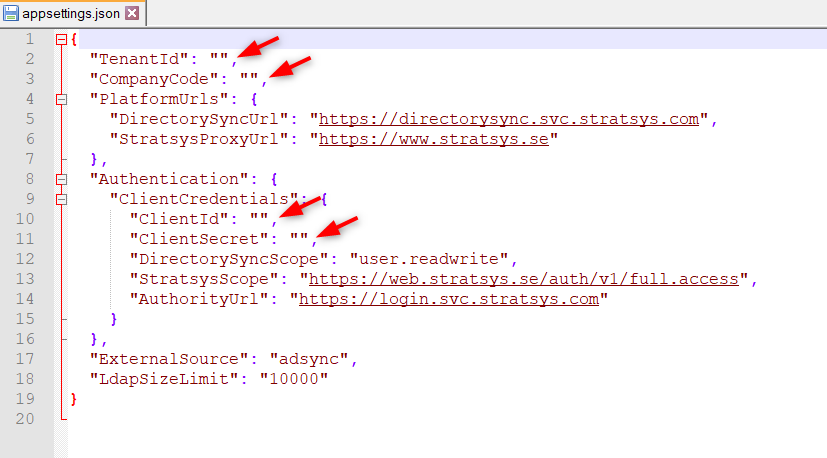 appsettings.json
1 {
2 "TenantId": "",
3 "CompanyCode": "",
4 "PlatformUrls": {
5 "DirectorySyncUrl": "https://directorysync.svc.stratsys.com",
6 "StratsysProxyUrl": "https://www.stratsys.se"
7 },
8 "Authentication": {
9 "ClientCredentials": {
10 "ClientId": "",
11 "ClientSecret": "",
12 "DirectorySyncScope": "user.readwrite",
13 "StratsysScope": "https://web.stratsys.se/auth/v1/full.access",
14 "AuthorityUrl": "https://login.svc.stratsys.com"
15 }
16 },
17 "ExternalSource": "adsync",
18 "LdapSizeLimit": "10000"
19 }
20